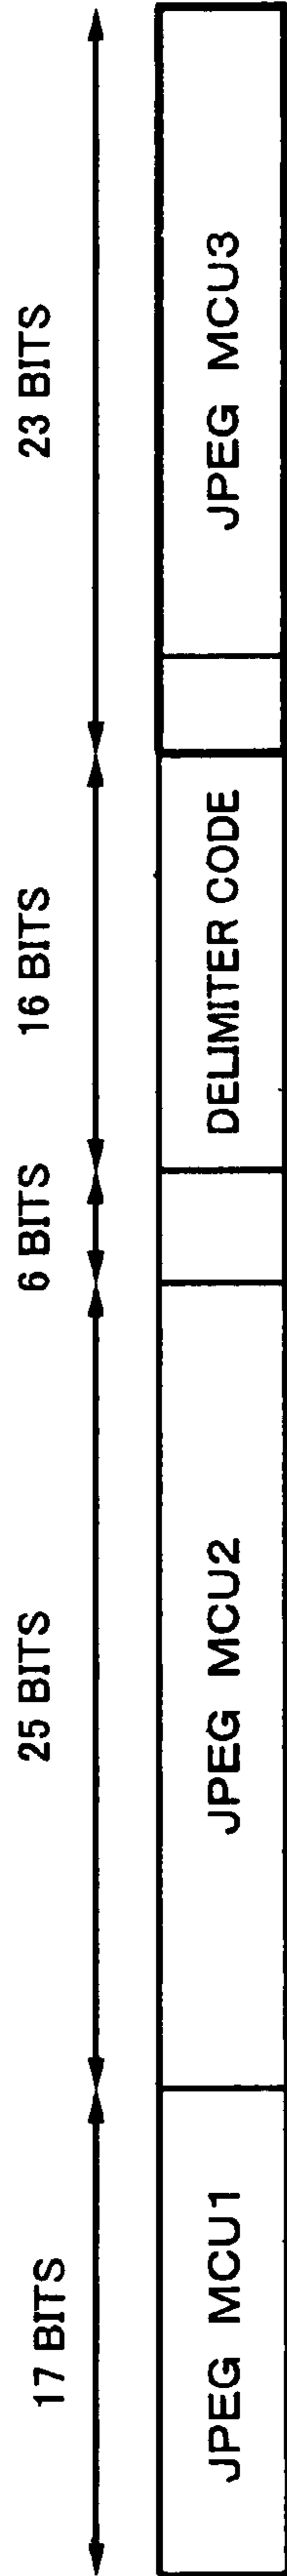 17 BITS
25 BITS
6 BITS
16 BITS
23 BITS
JPEG MCU1
JPEG MCU2
DELIMITER CODE
JPEG MCU3